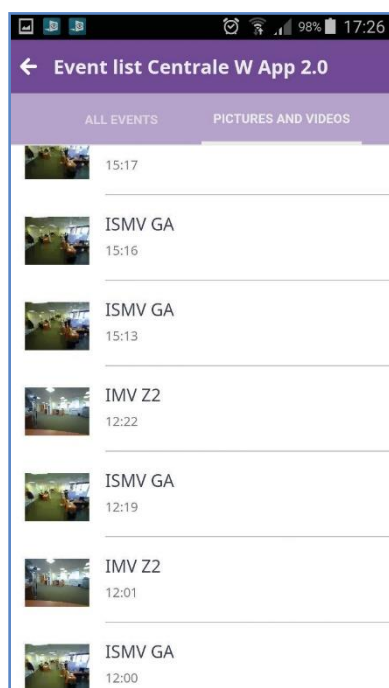 98% 17:26
Event list Centrale W App 2.0
ALL EVENTS PICTURES AND VIDEOS
15:17
ISMV GA
15:16
ISMV GA
15:13
IMV Z2
12:22
ISMV GA
12:19
IMV Z2
12:01
ISMV GA
12:00